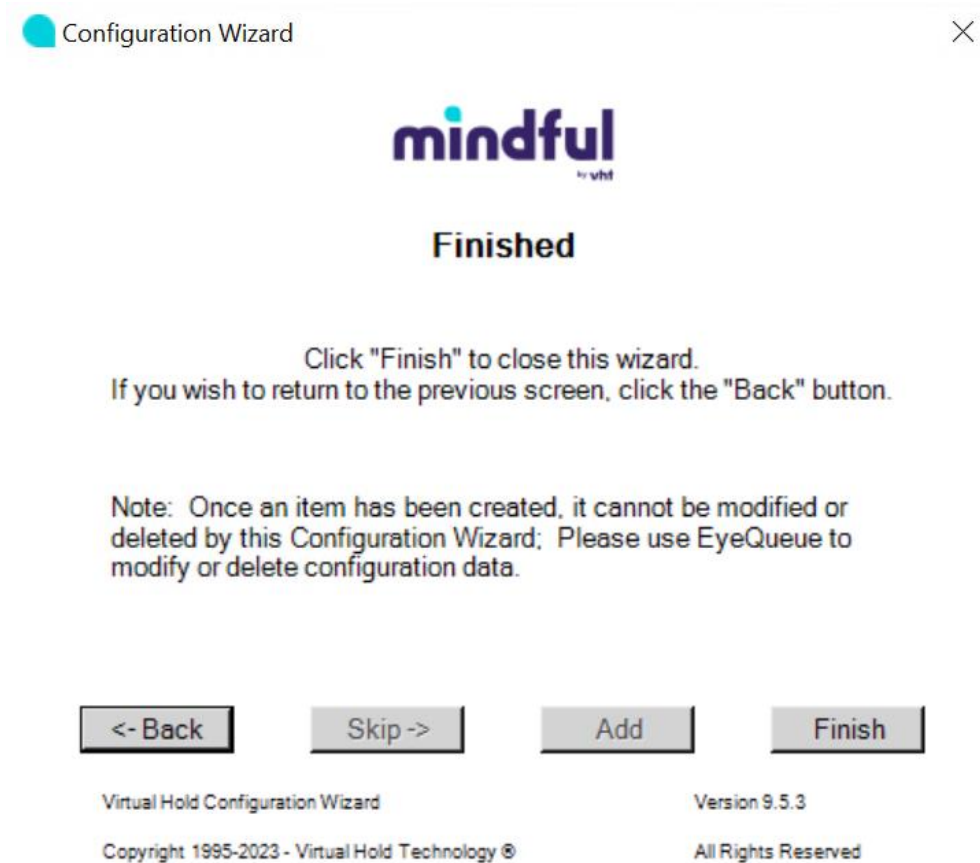 Configuration Wizard
mindful
by vht
Finished
Click "Finish" to close this wizard.
If you wish to return to the previous screen, click the "Back" button.
Note:  Once an item has been created, it cannot be modified or
deleted by this Configuration Wizard;  Please use EyeQueue to
modify or delete configuration data.
<- Back
Skip ->
Add
Finish
Virtual Hold Configuration Wizard
Version 9.5.3
Copyright 1995-2023 - Virtual Hold Technology ®
All Rights Reserved